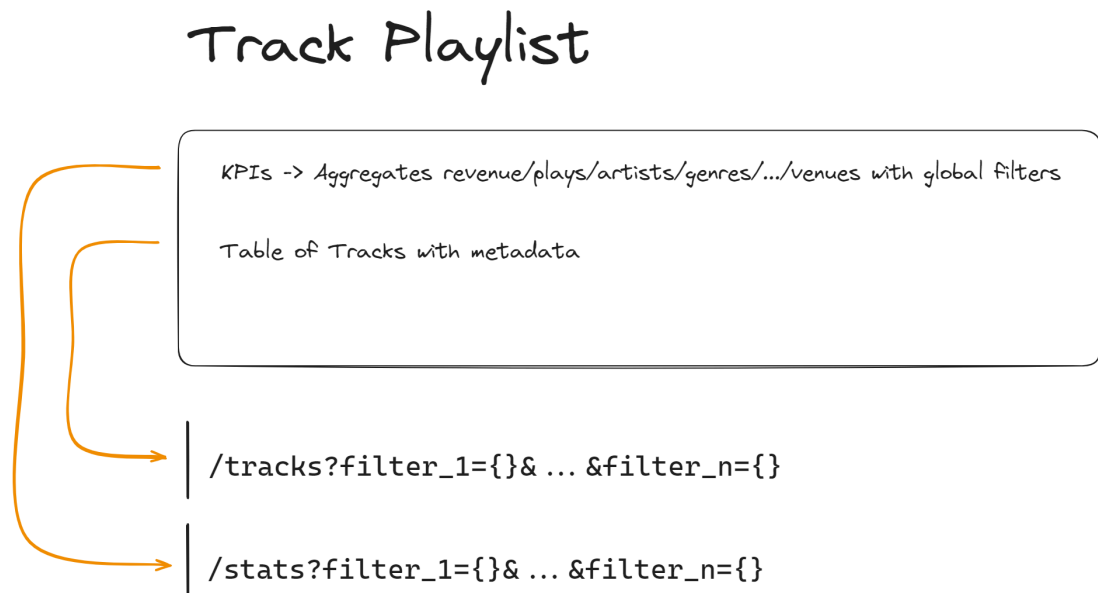 Track Playlist
KPIs -> Aggregates revenue/plays/artists/genres/.../venues with global filters
Table of Tracks with metadata
/tracks?filter_1={}& ... &filter_n={}
/stats?filter_1={}& ... &filter_n={}